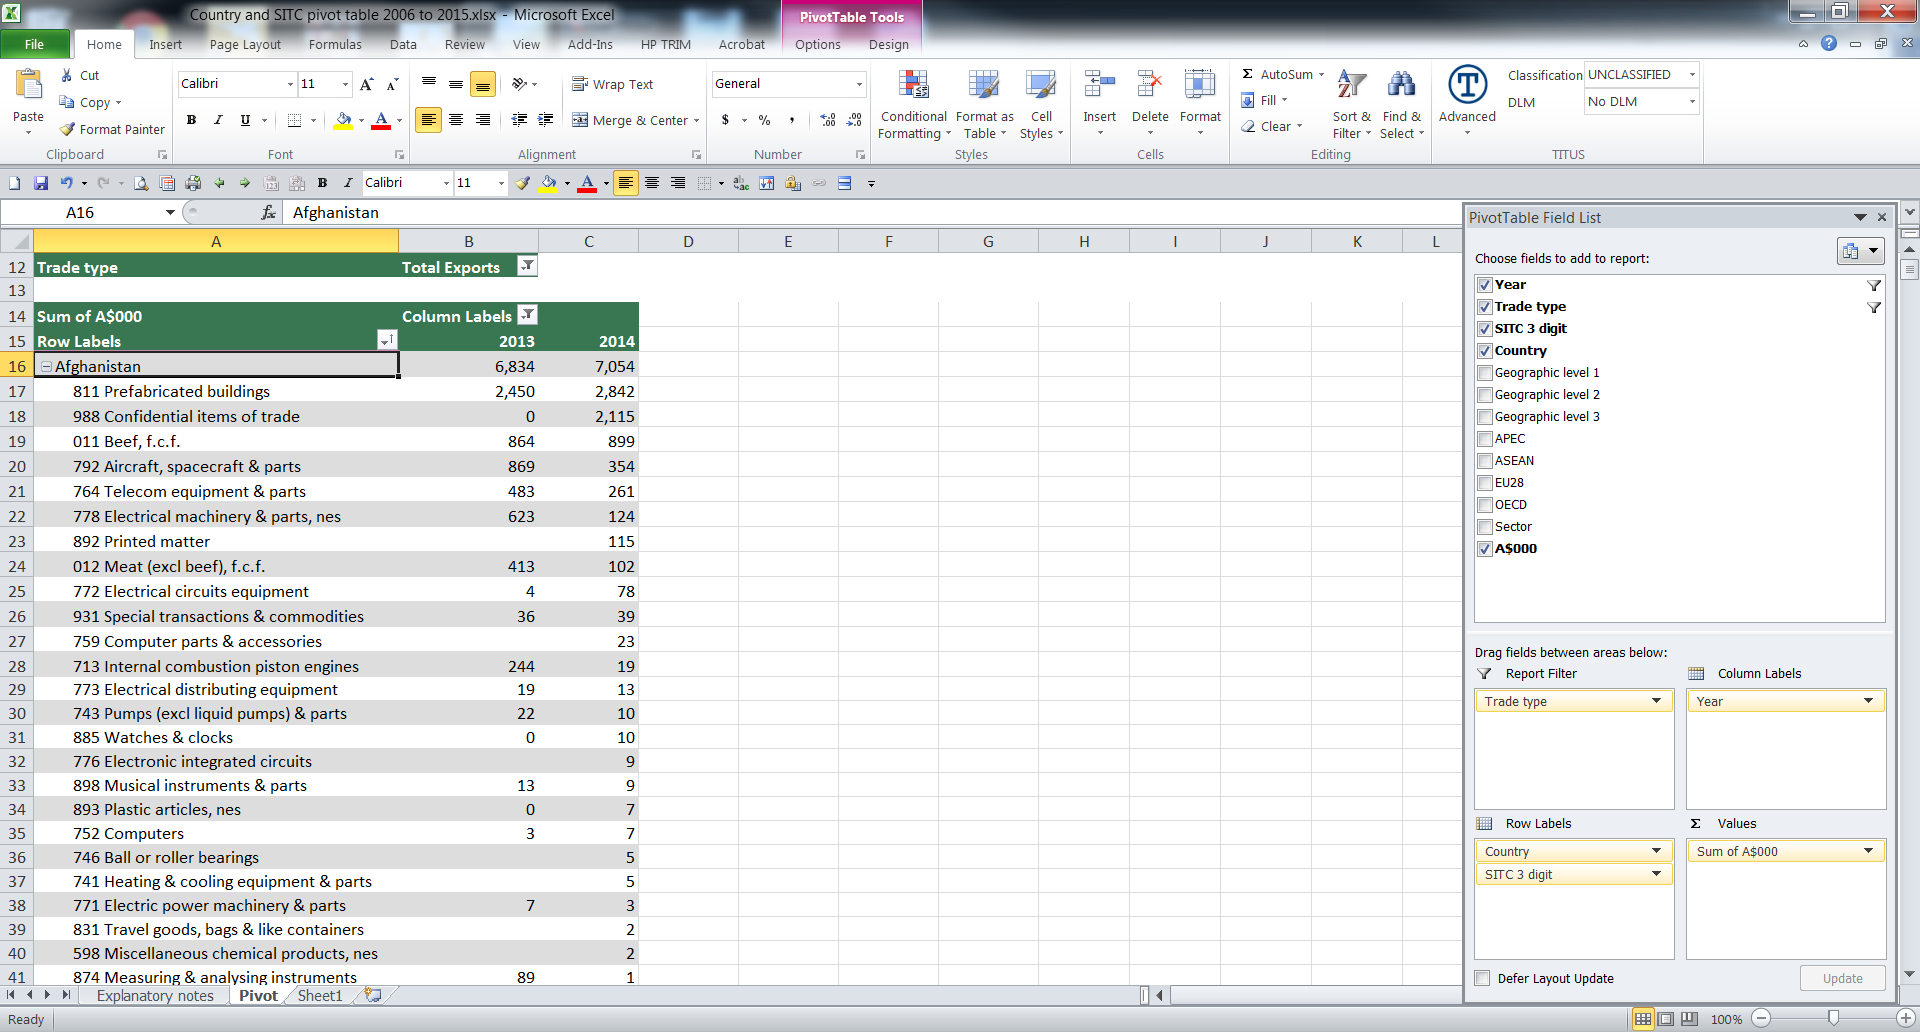 Country and SITC pivot table 2006 to 2015.xlsx - Microsoft Excel
PivotTable Tools
File Home Insert Page Layout Formulas Data Review View Add-Ins HP TRIM Acrobat Options Design
Paste
Cut
Copy
Format Painter
Clipboard
Calibri 11
B I U
Font
Wrap Text
Merge & Center
Alignment
General
$ % ,
Number
Conditional Formatting
Format as Table
Cell Styles
Styles
Insert Delete Format
Cells
Σ AutoSum
Fill
Clear
Sort & Filter
Find & Select
Editing
Advanced
Classification UNCLASSIFIED
DLM No DLM
TITUS
B I Calibri 11
A16 fx Afghanistan
A B C D E F G H I J K L
12 Trade type Total Exports
13
14 Sum of A$000 Column Labels
15 Row Labels 2013 2014
16 Afghanistan 6,834 7,054
17 811 Prefabricated buildings 2,450 2,842
18 988 Confidential items of trade 0 2,115
19 011 Beef, f.c.f. 864 899
20 792 Aircraft, spacecraft & parts 869 354
21 764 Telecom equipment & parts 483 261
22 778 Electrical machinery & parts, nes 623 124
23 892 Printed matter 115
24 012 Meat (excl beef), f.c.f. 413 102
25 772 Electrical circuits equipment 4 78
26 931 Special transactions & commodities 36 39
27 759 Computer parts & accessories 23
28 713 Internal combustion piston engines 244 19
29 773 Electrical distributing equipment 19 13
30 743 Pumps (excl liquid pumps) & parts 22 10
31 885 Watches & clocks 0 10
32 776 Electronic integrated circuits 9
33 898 Musical instruments & parts 13 9
34 893 Plastic articles, nes 0 7
35 752 Computers 3 7
36 746 Ball or roller bearings 5
37 741 Heating & cooling equipment & parts 5
38 771 Electric power machinery & parts 7 3
39 831 Travel goods, bags & like containers 2
40 598 Miscellaneous chemical products, nes 2
41 874 Measuring & analysing instruments 89 1
Explanatory notes Pivot Sheet1
Ready
100%
PivotTable Field List
Choose fields to add to report:
Year
Trade type
SITC 3 digit
Country
Geographic level 1
Geographic level 2
Geographic level 3
APEC
ASEAN
EU28
OECD
Sector
A$000
Drag fields between areas below:
Report Filter
Trade type
Column Labels
Year
Row Labels
Country
SITC 3 digit
Σ Values
Sum of A$000
Defer Layout Update
Update